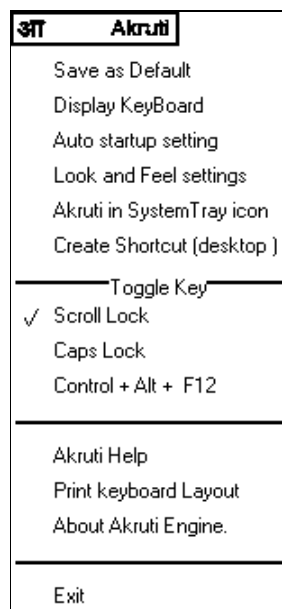 आ Akruti
Save as Default
Display KeyBoard
Auto startup setting
Look and Feel settings
Akruti in SystemTray icon
Create Shortcut (desktop )
Toggle Key
✓ Scroll Lock
Caps Lock
Control + Alt + F12
Akruti Help
Print keyboard Layout
About Akruti Engine.
Exit